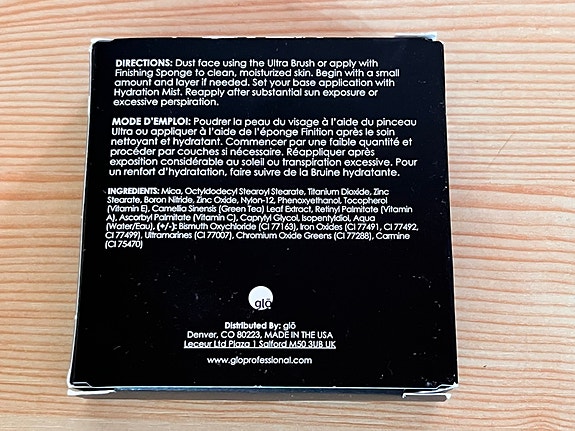 DIRECTIONS: Dust face using the Ultra Brush or apply with
Finishing Sponge to clean, moisturized skin. Begin with a small
amount and layer if needed. Set your base application with
Hydration Mist. Reapply after substantial sun exposure or
excessive perspiration.
MODE D'EMPLOI: Poudrer la peau du visage à l'aide du pinceau
Ultra ou appliquer à l'aide de l'éponge Finition après le soin
nettoyant et hydratant. Commencer par une faible quantité et
procéder par couches si nécessaire. Réappliquer après
exposition considérable au soleil ou transpiration excessive. Pour
un renfort d'hydratation, faire suivre de la Bruine hydratante.
INGREDIENTS: Mica, Octyldodecyl Stearoyl Stearate, Titanium Dioxide, Zinc
Stearate, Boron Nitride, Zinc Oxide, Nylon-12, Phenoxyethanol, Tocopherol
(Vitamin E), Camellia Sinensis (Green Tea) Leaf Extract, Retinyl Palmitate (Vitamin
A), Ascorbyl Palmitate (Vitamin C), Caprylyl Glycol, Isopentyldiol, Aqua
(Water/Eau), (+/-): Bismuth Oxychloride (CI 77163), Iron Oxides (CI 77491, CI 77492,
CI 77499), Ultramarines (CI 77007), Chromium Oxide Greens (CI 77288), Carmine
(CI 75470)
glō
Distributed By: glō
Denver, CO 80223, MADE IN THE USA
Leceur Ltd Plaza 1 Salford M50 3UB UK
www.gloprofessional.com